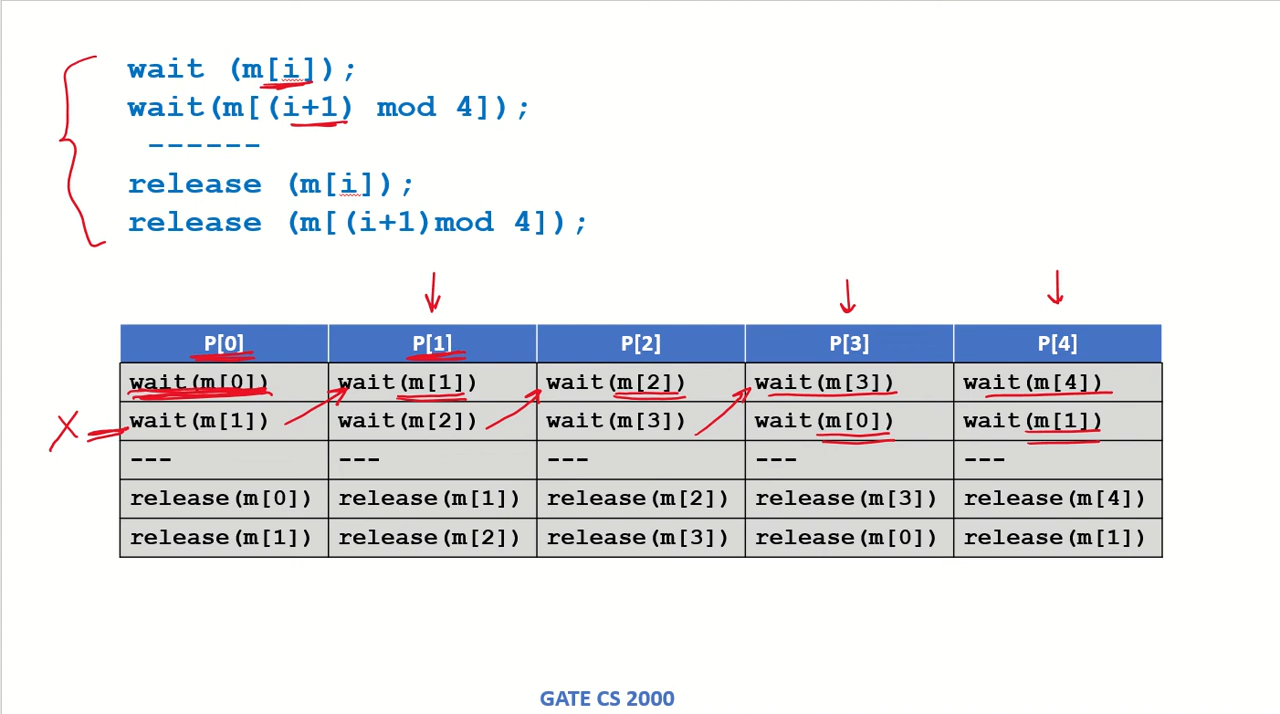 wait (m[i]);
wait(m[(i+1) mod 4]);
------
release (m[i]);
release (m[(i+1)mod 4]);
P[0] P[1] P[2] P[3] P[4]
wait(m[0]) wait(m[1]) wait(m[2]) wait(m[3]) wait(m[4])
X wait(m[1]) wait(m[2]) wait(m[3]) wait(m[0]) wait(m[1])
--- --- --- --- ---
release(m[0]) release(m[1]) release(m[2]) release(m[3]) release(m[4])
release(m[1]) release(m[2]) release(m[3]) release(m[0]) release(m[1])
GATE CS 2000